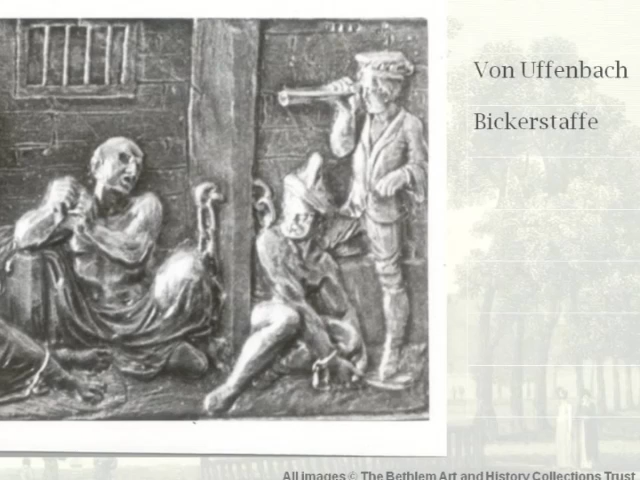 Von Uffenbach
Bickerstaffe
All images © The Bethlem Art and History Collections Trust